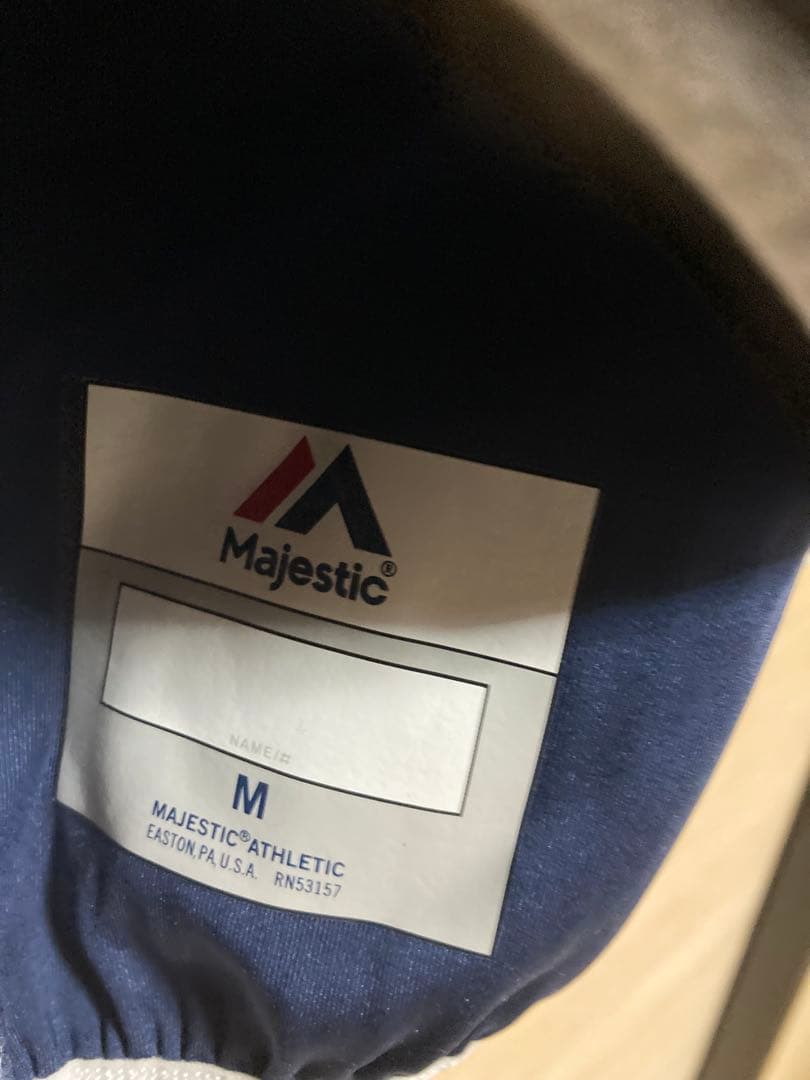 Majestic®
NAME/#
M
MAJESTIC®ATHLETIC
EASTON, PA, U.S.A. RN53157